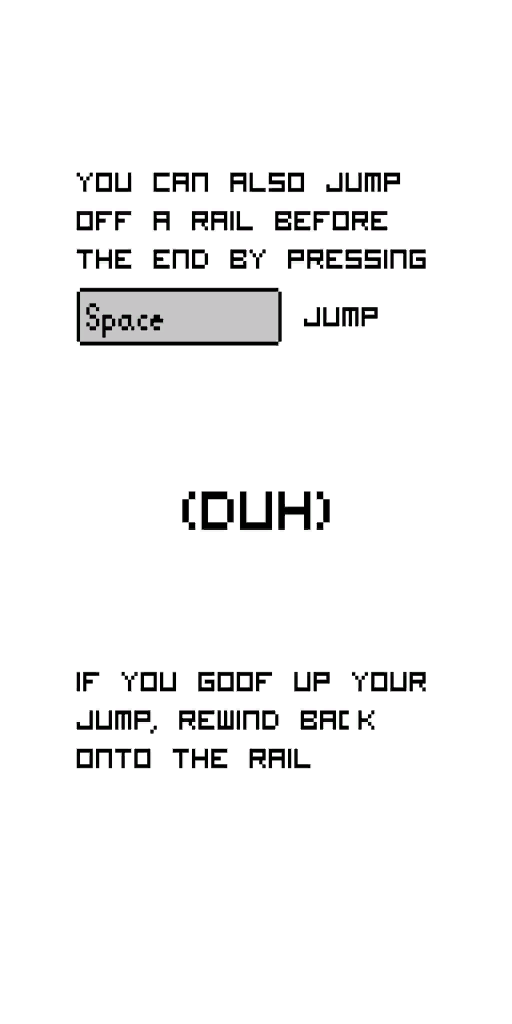 YOU CAN ALSO JUMP
OFF A RAIL BEFORE
THE END BY PRESSING
Space JUMP
(DUH)
IF YOU GOOF UP YOUR
JUMP, REWIND BACK
ONTO THE RAIL